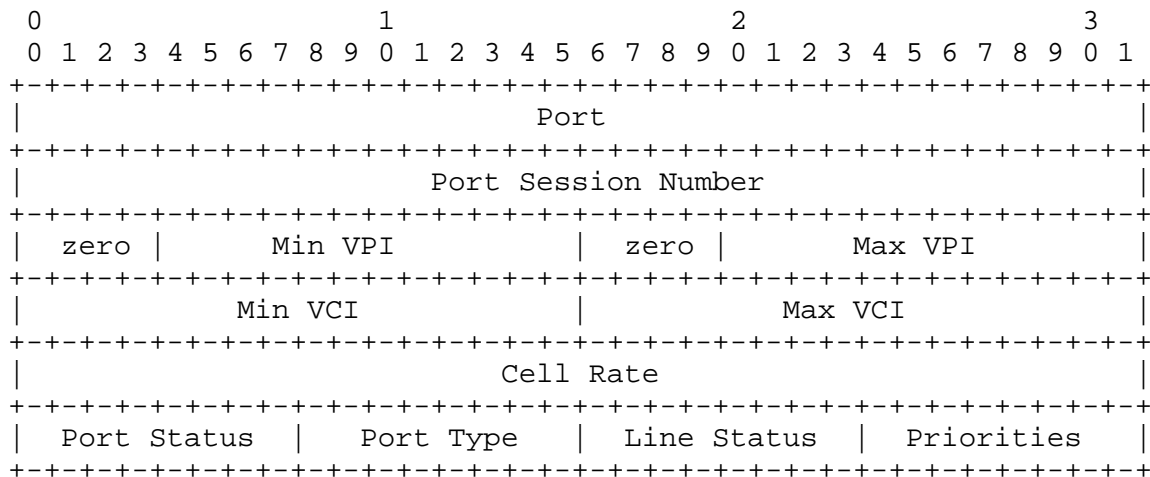 0                   1                   2                   3
 0 1 2 3 4 5 6 7 8 9 0 1 2 3 4 5 6 7 8 9 0 1 2 3 4 5 6 7 8 9 0 1
+-+-+-+-+-+-+-+-+-+-+-+-+-+-+-+-+-+-+-+-+-+-+-+-+-+-+-+-+-+-+-+-+
|                             Port                              |
+-+-+-+-+-+-+-+-+-+-+-+-+-+-+-+-+-+-+-+-+-+-+-+-+-+-+-+-+-+-+-+-+
|                       Port Session Number                     |
+-+-+-+-+-+-+-+-+-+-+-+-+-+-+-+-+-+-+-+-+-+-+-+-+-+-+-+-+-+-+-+-+
|  zero |      Min VPI          |  zero |       Max VPI         |
+-+-+-+-+-+-+-+-+-+-+-+-+-+-+-+-+-+-+-+-+-+-+-+-+-+-+-+-+-+-+-+-+
|            Min VCI            |           Max VCI             |
+-+-+-+-+-+-+-+-+-+-+-+-+-+-+-+-+-+-+-+-+-+-+-+-+-+-+-+-+-+-+-+-+
|                           Cell Rate                           |
+-+-+-+-+-+-+-+-+-+-+-+-+-+-+-+-+-+-+-+-+-+-+-+-+-+-+-+-+-+-+-+-+
|  Port Status  |   Port Type   |  Line Status  |  Priorities   |
+-+-+-+-+-+-+-+-+-+-+-+-+-+-+-+-+-+-+-+-+-+-+-+-+-+-+-+-+-+-+-+-+